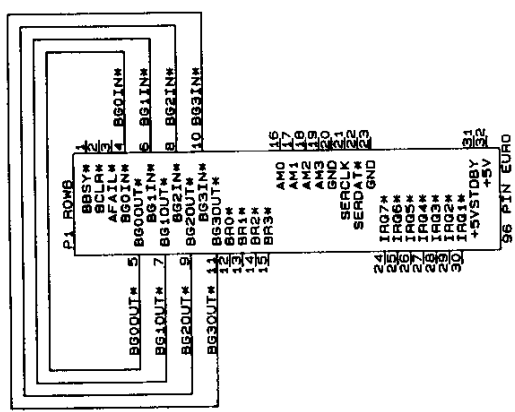 P1 ROWB
BBSY* 1
BCLR* 2
AFAIL* 3
BG0IN* 4 BG0IN*
BG0OUT* 5 BG0OUT*
BG1IN* 6 BG1IN*
BG1OUT* 7 BG1OUT*
BG2IN* 8 BG2IN*
BG2OUT* 9 BG2OUT*
BG3IN* 10 BG3IN*
BG3OUT* 11 BG3OUT*
12 BR0*
13 BR1*
14 BR2*
15 BR3*
AM0 16
AM1 17
AM2 18
AM3 19
GND 20
SERCLK 21
SERDAT* 22
GND 23
24 IRQ7*
25 IRQ6*
26 IRQ5*
27 IRQ4*
28 IRQ3*
29 IRQ2*
30 IRQ1*
+5VSTDBY 31
+5V 32
96 PIN EURO